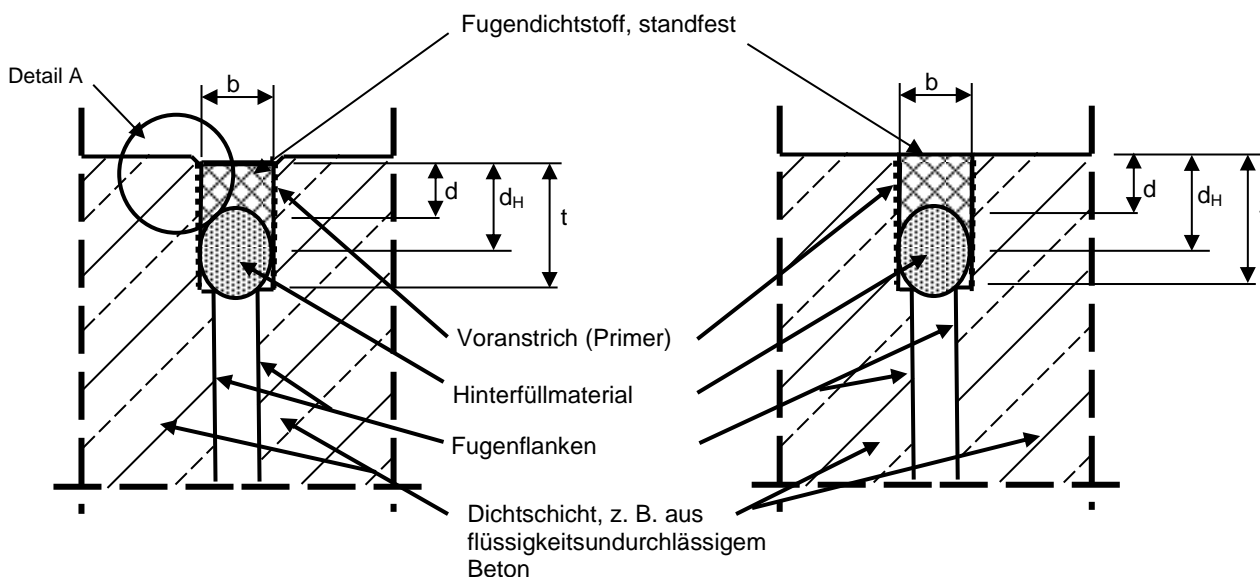 Fugendichtstoff, standfest
Detail A
b
b
d
dH
t
d
dH
Voranstrich (Primer)
Hinterfüllmaterial
Fugenflanken
Dichtschicht, z. B. aus
flüssigkeitsundurchlässigem
Beton